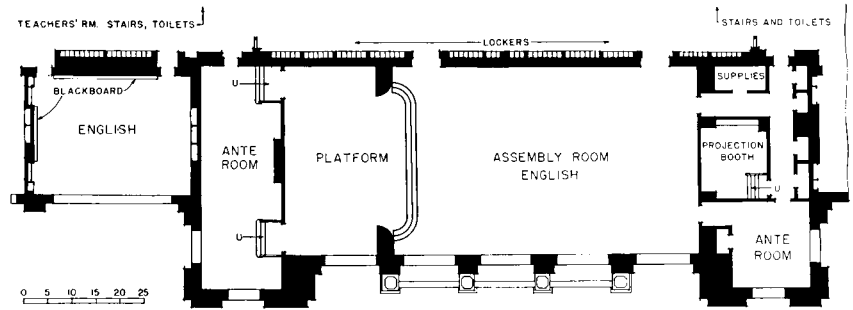 TEACHERS' RM. STAIRS, TOILETS
STAIRS AND TOILETS
LOCKERS
BLACKBOARD
SUPPLIES
U
ENGLISH
ANTE
ROOM
PLATFORM
ASSEMBLY ROOM
ENGLISH
PROJECTION
BOOTH
U
U
ANTE
ROOM
0 5 10 15 20 25